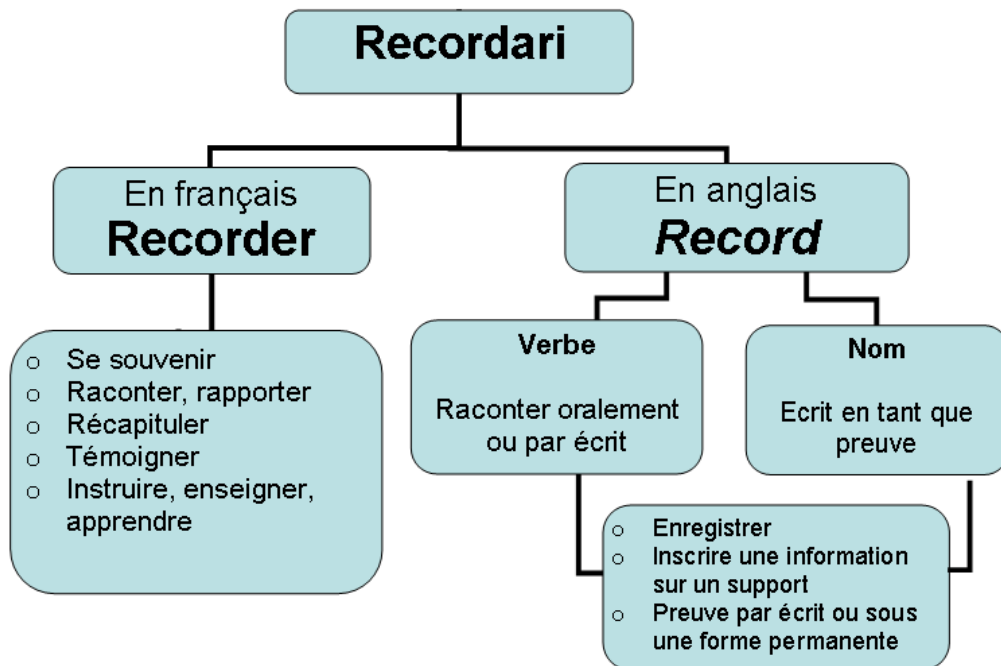 Recordari
En français
Recorder
En anglais
Record
Se souvenir
Raconter, rapporter
Récapituler
Témoigner
Instruire, enseigner,
apprendre
Verbe
Raconter oralement
ou par écrit
Nom
Ecrit en tant que
preuve
Enregistrer
Inscrire une information
sur un support
Preuve par écrit ou sous
une forme permanente